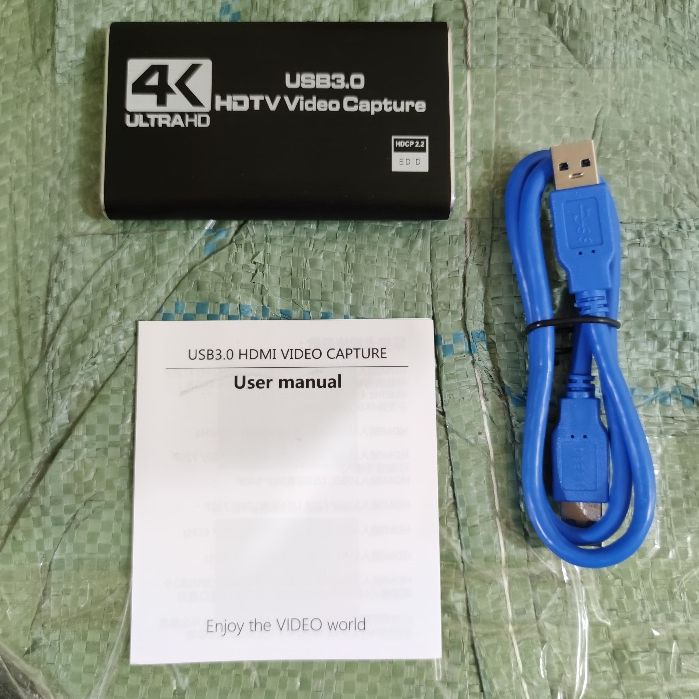 4K
ULTRAHD
USB3.0
HDTV Video Capture
HDCP 2.2
USB3.0 HDMI VIDEO CAPTURE
User manual
Enjoy the VIDEO world